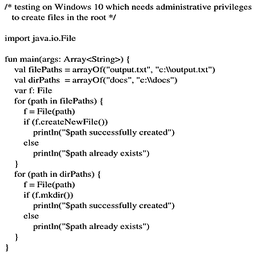 /* testing on Windows 10 which needs administrative privileges
to create files in the root */
import java.io.File
fun main(args: Array<String>) {
val filePaths = arrayOf("output.txt", "c:\\output.txt")
val dirPaths = arrayOf("docs", "c:\\docs")
var f: File
for (path in filePaths) {
f = File(path)
if (f.createNewFile())
println("$path successfully created")
else
println("$path already exists")
}
for (path in dirPaths) {
f = File(path)
if (f.mkdir())
println("$path successfully created")
else
println("$path already exists")
}
}